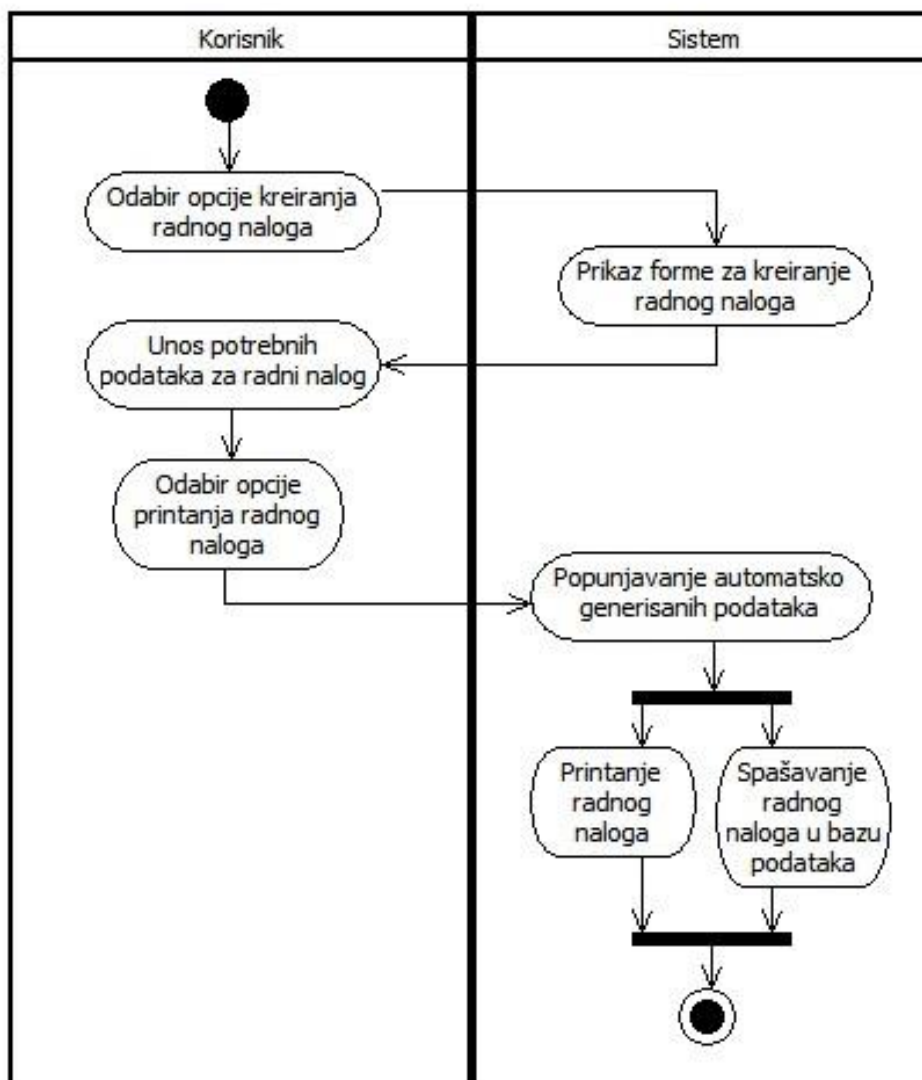 Korisnik
Sistem
Odabir opcije kreiranja
radnog naloga
Prikaz forme za kreiranje
radnog naloga
Unos potrebnih
podataka za radni nalog
Odabir opcije
printanja radnog
naloga
Popunjavanje automatsko
generisanih podataka
Printanje
radnog
naloga
Spašavanje
radnog
naloga u bazu
podataka